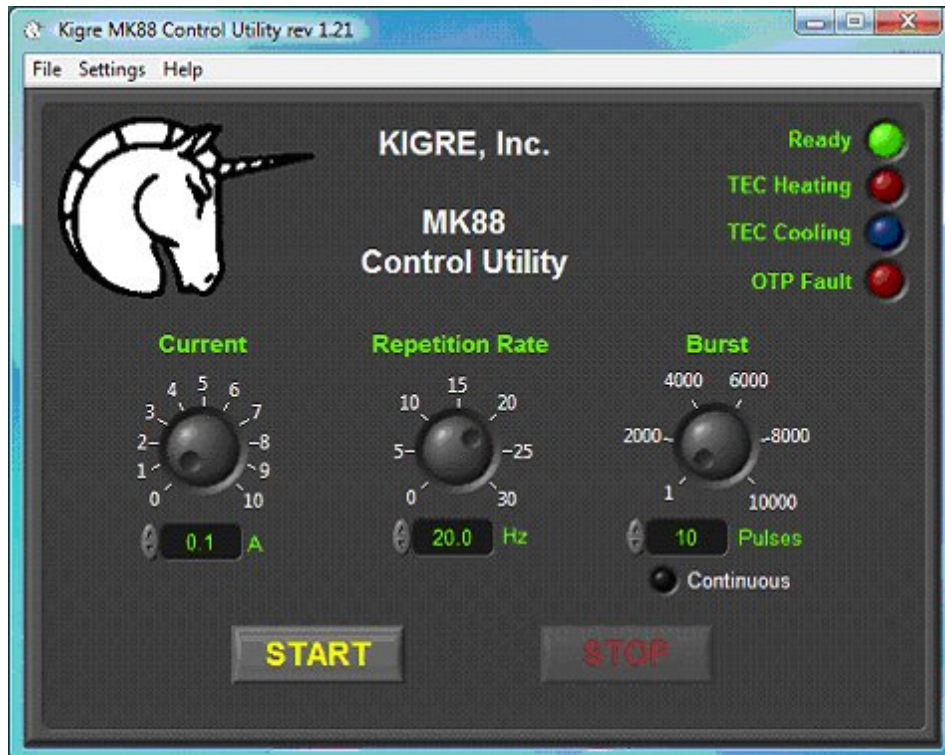 Kigre MK88 Control Utility rev 1.21
File Settings Help
KIGRE, Inc.
MK88
Control Utility
Ready
TEC Heating
TEC Cooling
OTP Fault
Current
0 1 2 3 4 5 6 7 8 9 10
0.1 A
Repetition Rate
0 5 10 15 20 25 30
20.0 Hz
Burst
1 2000 4000 6000 8000 10000
10 Pulses
Continuous
START
STOP